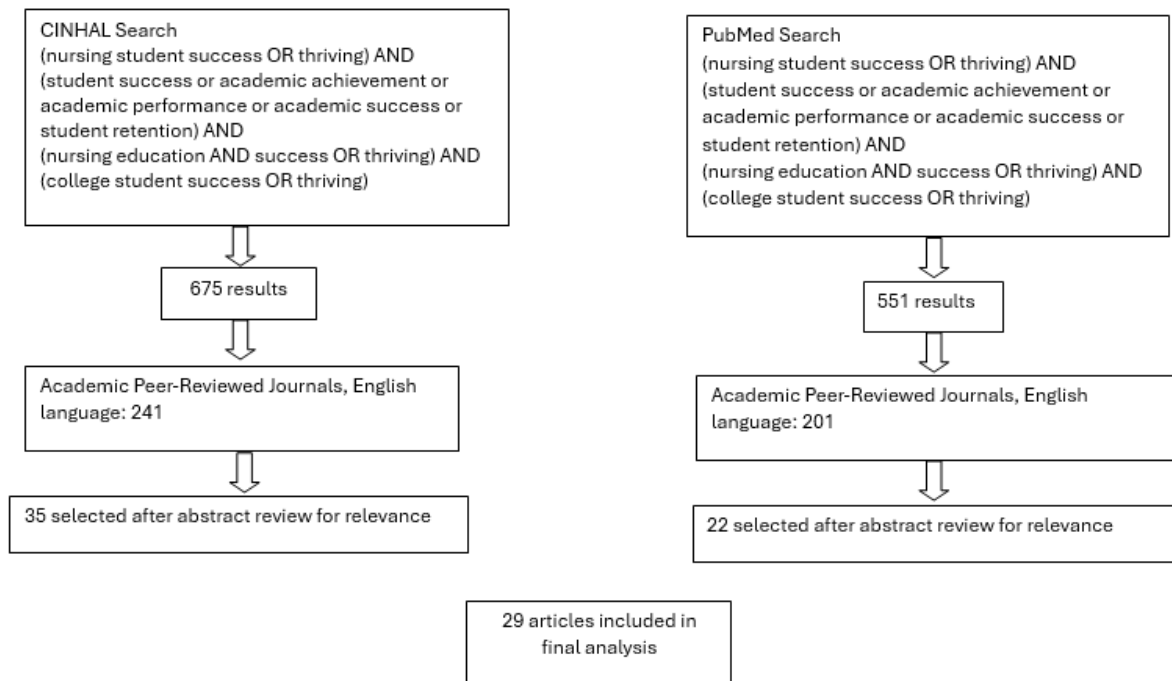 CINHAL Search
(nursing student success OR thriving) AND
(student success or academic achievement or
academic performance or academic success or
student retention) AND
(nursing education AND success OR thriving) AND
(college student success OR thriving)
675 results
Academic Peer-Reviewed Journals, English
language: 241
35 selected after abstract review for relevance
PubMed Search
(nursing student success OR thriving) AND
(student success or academic achievement or
academic performance or academic success or
student retention) AND
(nursing education AND success OR thriving) AND
(college student success OR thriving)
551 results
Academic Peer-Reviewed Journals, English
language: 201
22 selected after abstract review for relevance
29 articles included in
final analysis